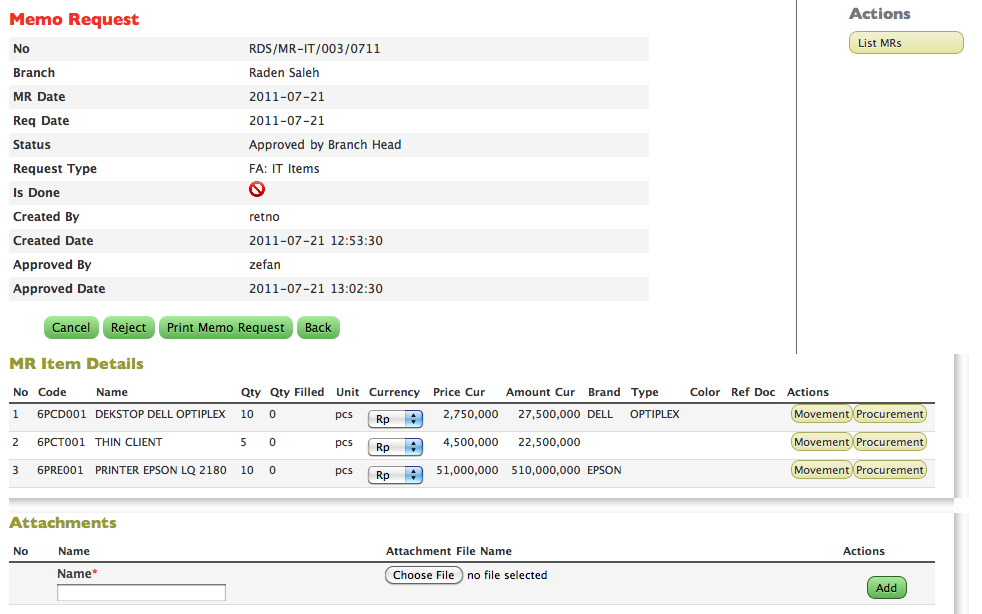 Memo Request
Actions
List MRs
No RDS/MR-IT/003/0711
Branch Raden Saleh
MR Date 2011-07-21
Req Date 2011-07-21
Status Approved by Branch Head
Request Type FA: IT Items
Is Done
Created By retno
Created Date 2011-07-21 12:53:30
Approved By zefan
Approved Date 2011-07-21 13:02:30
Cancel Reject Print Memo Request Back
MR Item Details
No Code Name Qty Qty Filled Unit Currency Price Cur Amount Cur Brand Type Color Ref Doc Actions
1 6PCD001 DEKSTOP DELL OPTIPLEX 10 0 pcs Rp 2,750,000 27,500,000 DELL OPTIPLEX Movement Procurement
2 6PCT001 THIN CLIENT 5 0 pcs Rp 4,500,000 22,500,000 Movement Procurement
3 6PRE001 PRINTER EPSON LQ 2180 10 0 pcs Rp 51,000,000 510,000,000 EPSON Movement Procurement
Attachments
No Name Attachment File Name Actions
Name* Choose File no file selected
Add